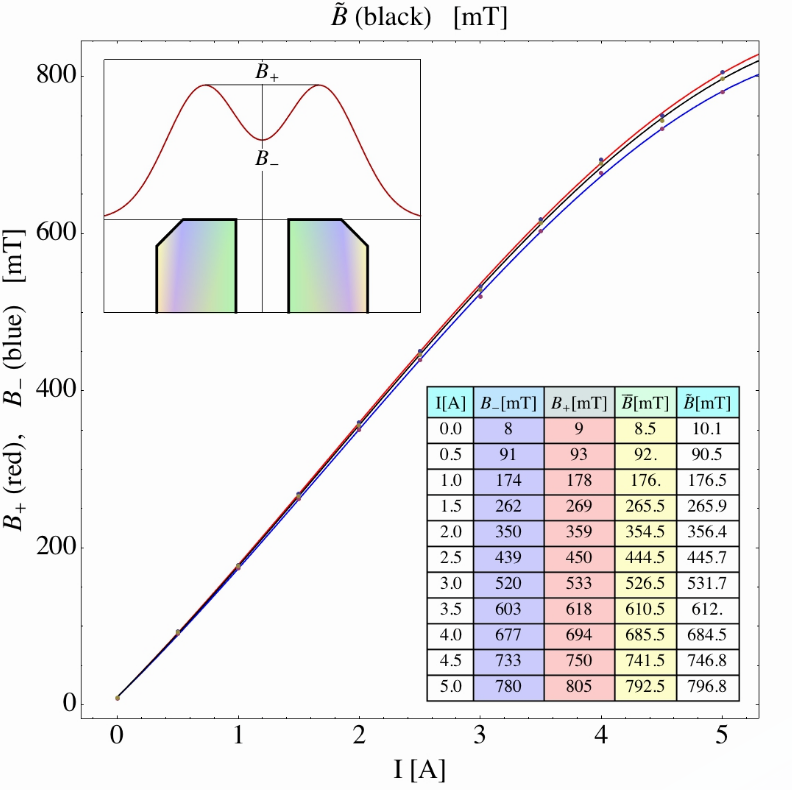 B̃ (black) [mT]
B₊ (red), B₋ (blue) [mT]
800
600
400
200
0
B₊
B₋
I[A] B₋[mT] B₊[mT] B̅[mT] B̃[mT]
0.0 8 9 8.5 10.1
0.5 91 93 92. 90.5
1.0 174 178 176. 176.5
1.5 262 269 265.5 265.9
2.0 350 359 354.5 356.4
2.5 439 450 444.5 445.7
3.0 520 533 526.5 531.7
3.5 603 618 610.5 612.
4.0 677 694 685.5 684.5
4.5 733 750 741.5 746.8
5.0 780 805 792.5 796.8
0 1 2 3 4 5
I [A]